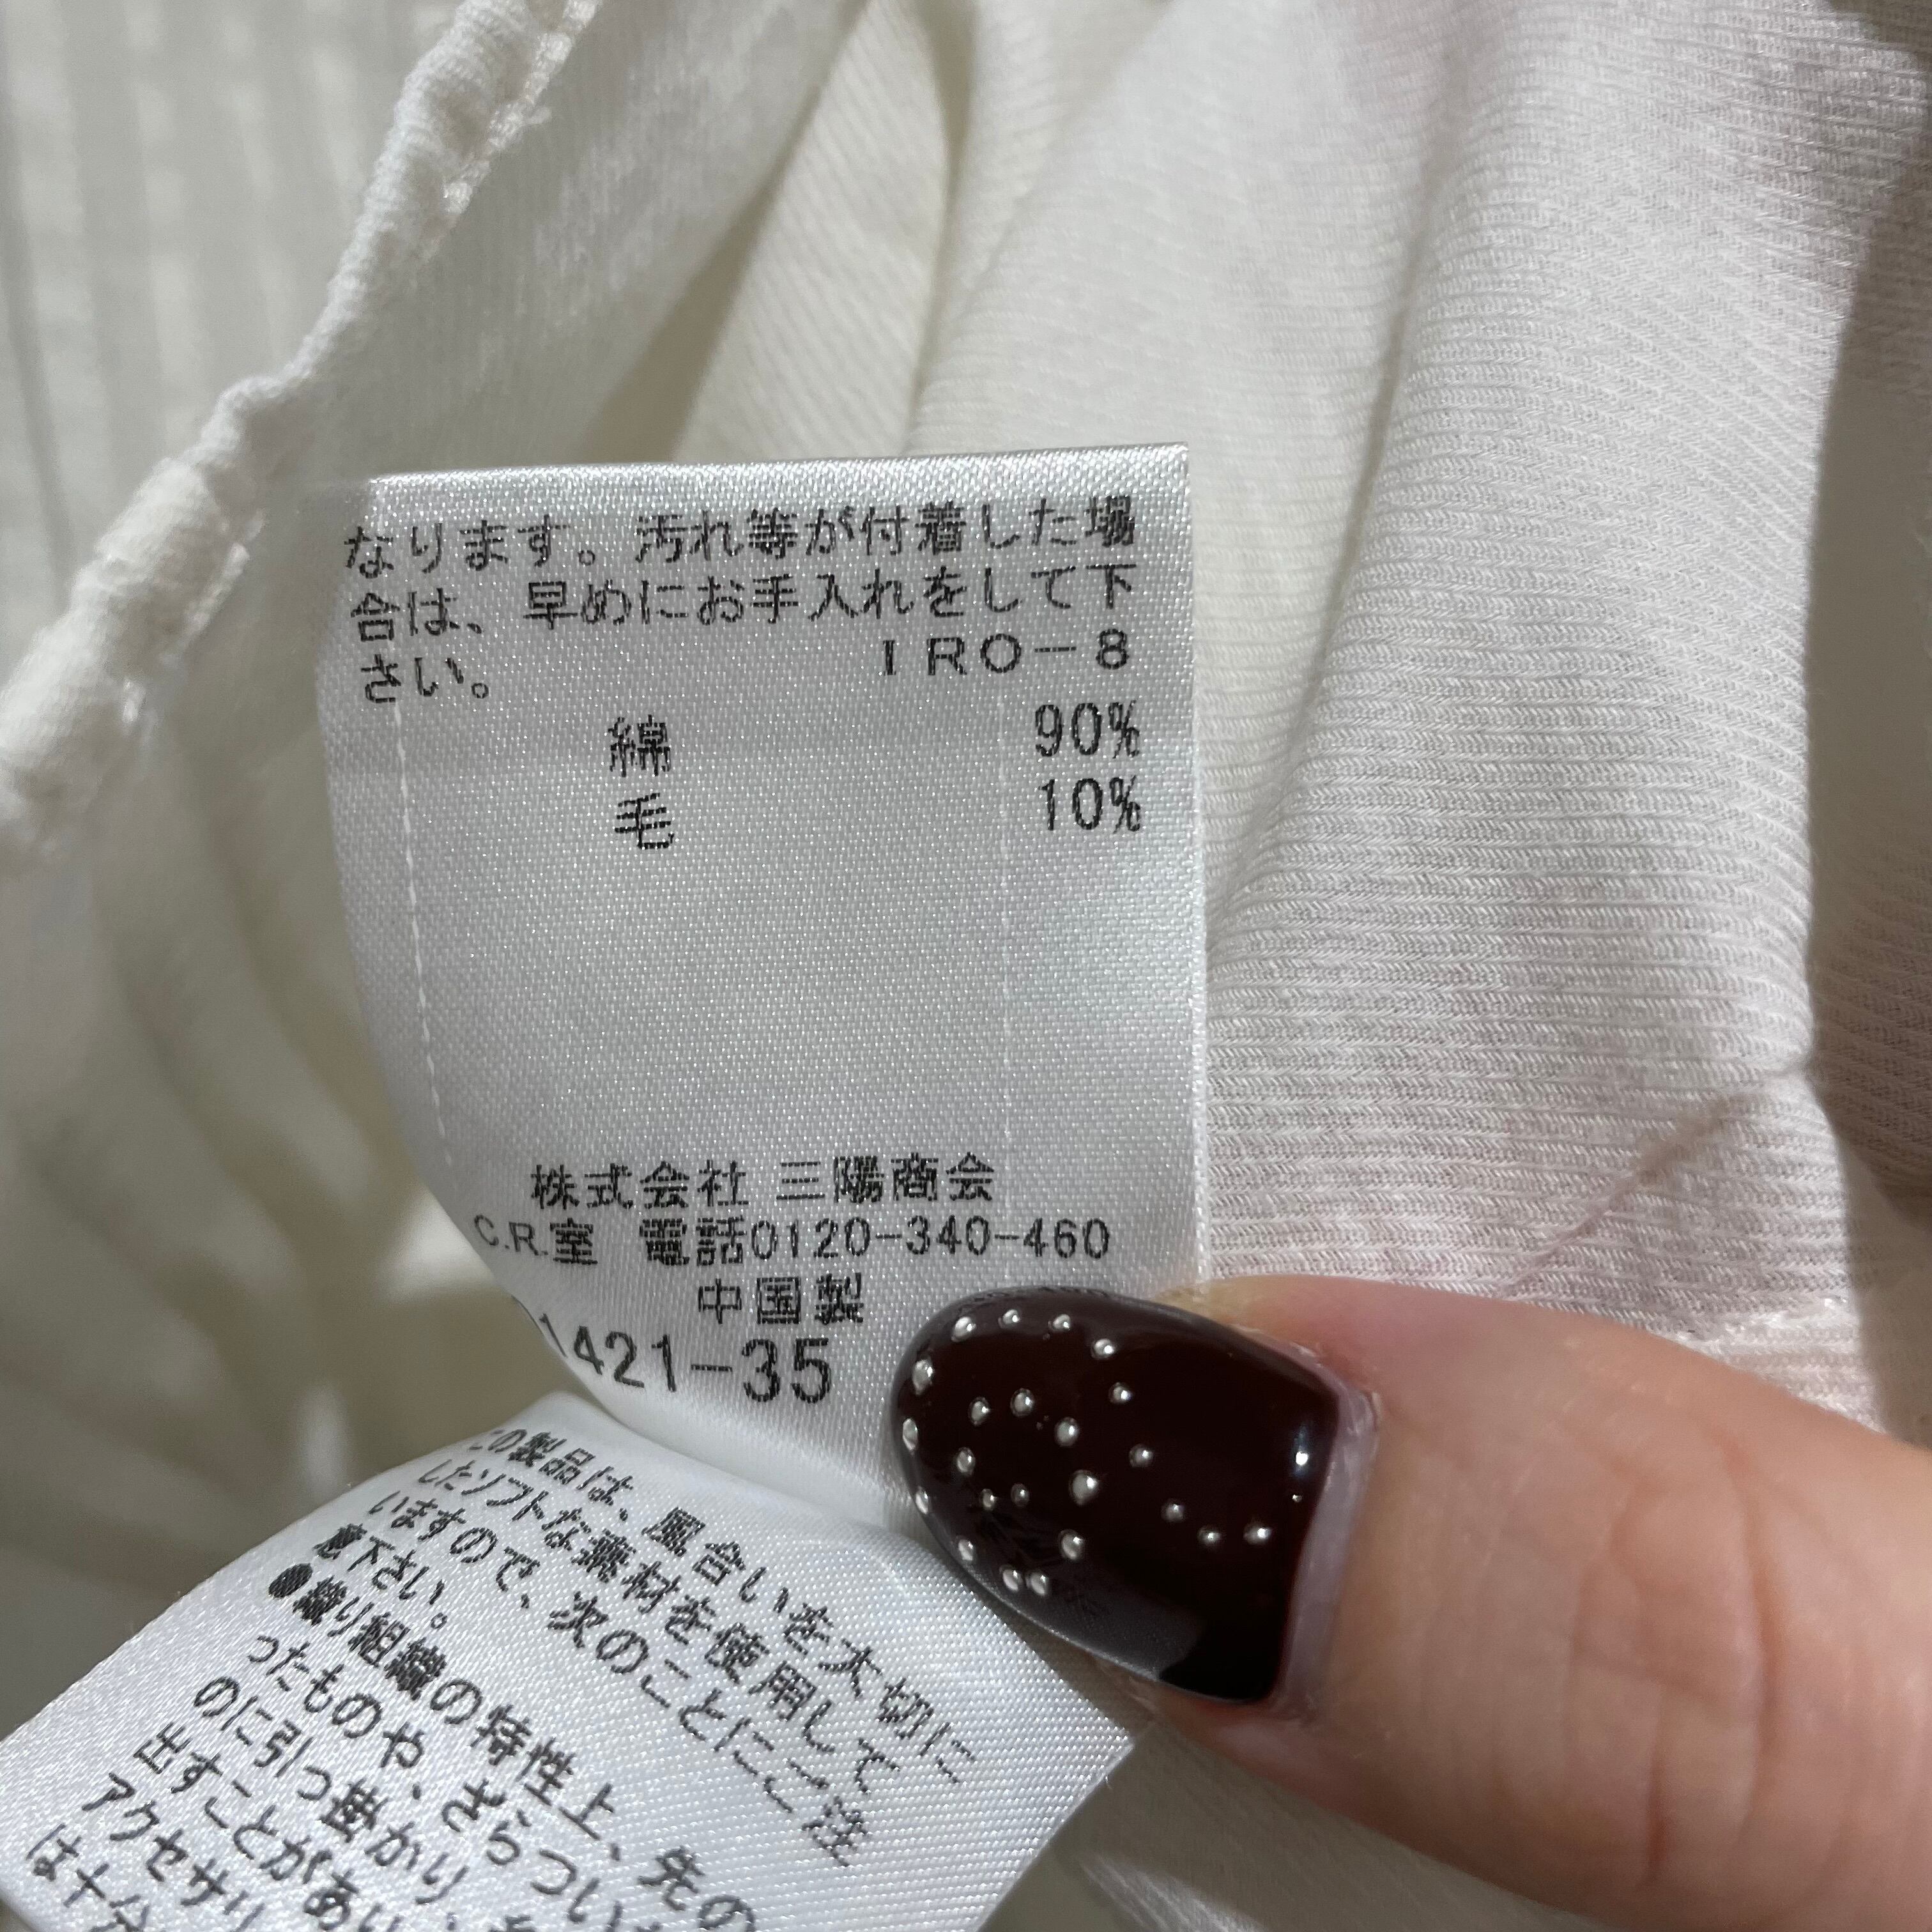 なります。汚れ等が付着した場
合は、早めにお手入れをして下
さい。
IRO-8
綿 90%
毛 10%
株式会社 三陽商会
C.R.室 電話0120-340-460
中国製
1421-35
この製品は、風合いを大切に
したソフトな素材を使用して
いますので、次のことにご注
意下さい。
●織り組織の特性上、先の
ったものや、ざらつい
のに引っ掛かり、
出すことがあり
アクセサリ
は十分